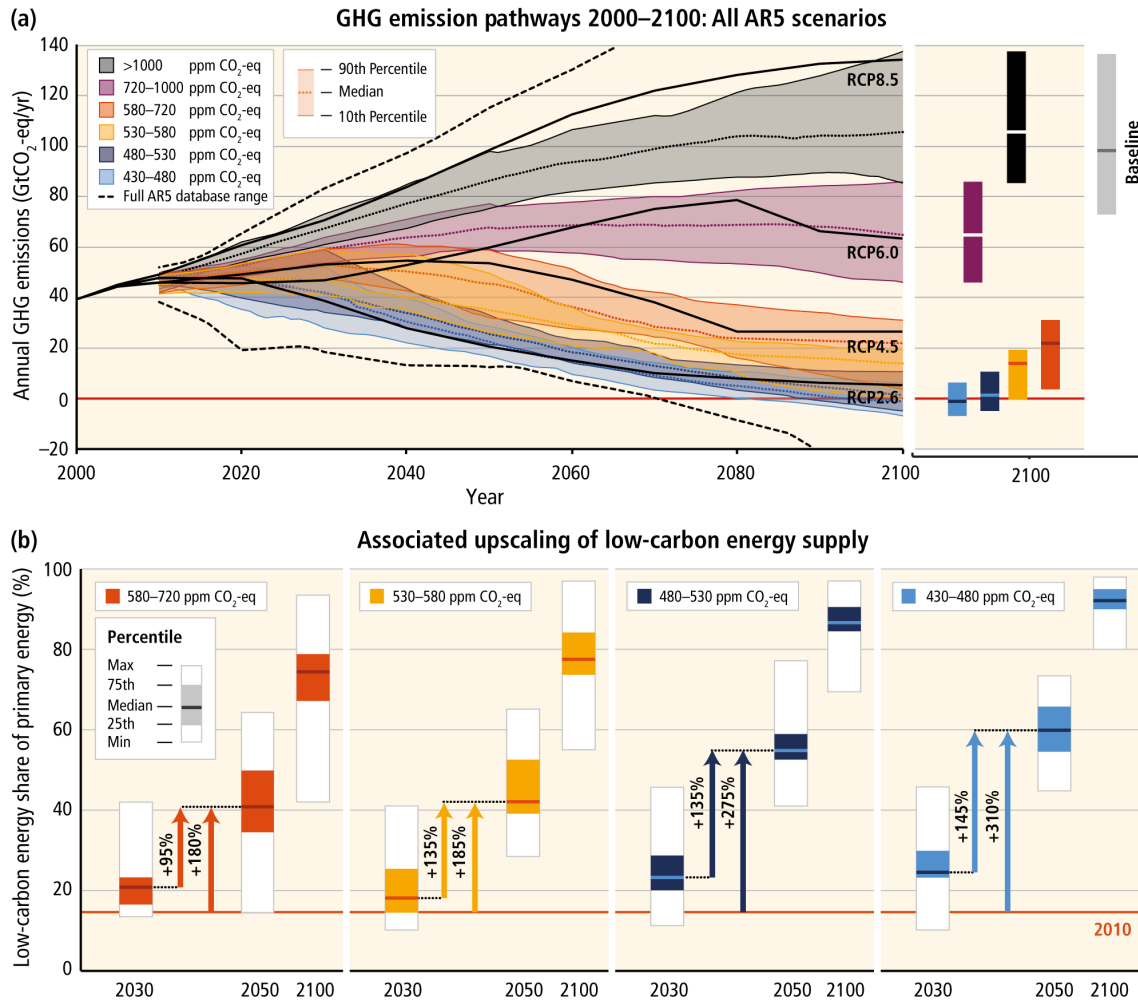 (a)
GHG emission pathways 2000–2100: All AR5 scenarios
Annual GHG emissions (GtCO₂-eq/yr)
140
120
100
80
60
40
20
0
–20
>1000 ppm CO₂-eq
720–1000 ppm CO₂-eq
580–720 ppm CO₂-eq
530–580 ppm CO₂-eq
480–530 ppm CO₂-eq
430–480 ppm CO₂-eq
Full AR5 database range
90th Percentile
Median
10th Percentile
RCP8.5
RCP6.0
RCP4.5
RCP2.6
Baseline
2000 2020 2040 2060 2080 2100
2100
Year
(b)
Associated upscaling of low-carbon energy supply
Low-carbon energy share of primary energy (%)
100
80
60
40
20
0
580–720 ppm CO₂-eq
Percentile
Max
75th
Median
25th
Min
+95%
+180%
2030 2050 2100
530–580 ppm CO₂-eq
+135%
+185%
2030 2050 2100
480–530 ppm CO₂-eq
+135%
+275%
2030 2050 2100
430–480 ppm CO₂-eq
+145%
+310%
2010
2030 2050 2100